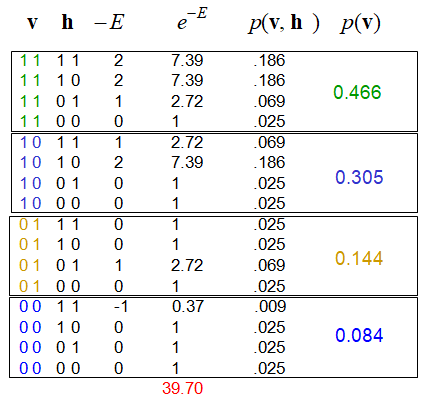 v h −E e^{−E} p(v, h ) p(v)
1 1 1 1 2 7.39 .186
1 1 1 0 2 7.39 .186
0.466
1 1 0 1 1 2.72 .069
1 1 0 0 0 1 .025
1 0 1 1 1 2.72 .069
1 0 1 0 2 7.39 .186
0.305
1 0 0 1 0 1 .025
1 0 0 0 0 1 .025
0 1 1 1 0 1 .025
0 1 1 0 0 1 .025
0.144
0 1 0 1 1 2.72 .069
0 1 0 0 0 1 .025
0 0 1 1 -1 0.37 .009
0 0 1 0 0 1 .025
0.084
0 0 0 1 0 1 .025
0 0 0 0 0 1 .025
39.70